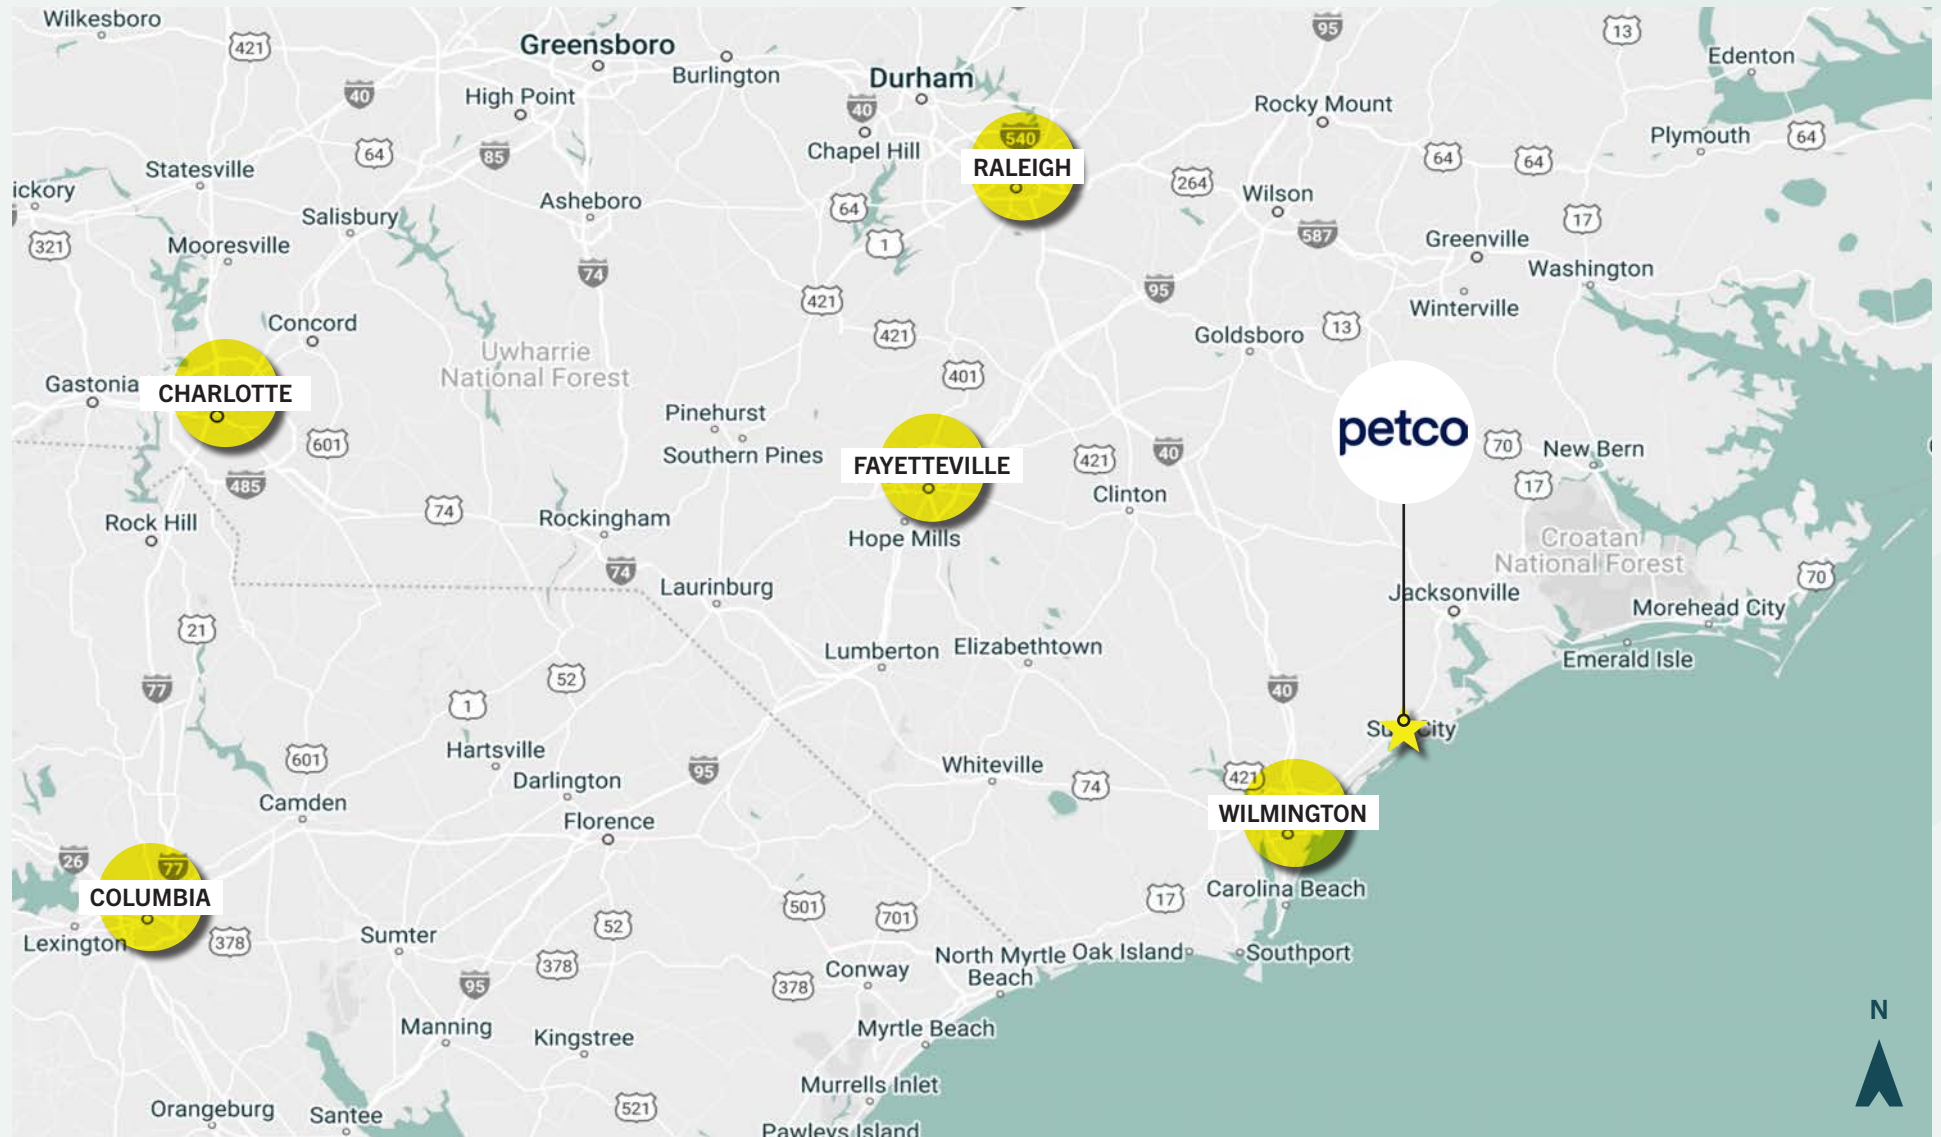 Wilkesboro
421
Greensboro
Burlington
95
13
Edenton
40
High Point
Durham
40
Rocky Mount
Chapel Hill
540
Plymouth
64
64
85
64
64
Statesville
RALEIGH
264
ickory
Asheboro
64
Wilson
Salisbury
17
321
Mooresville
1
587
Greenville
74
Washington
421
95
Winterville
Concord
421
Goldsboro
13
Uwharrie
National Forest
401
Gastonia
CHARLOTTE
Pinehurst
petco
601
Southern Pines
FAYETTEVILLE
421
40
70
New Bern
485
Clinton
17
74
Rock Hill
Rockingham
Hope Mills
Croatan
National Forest
74
Laurinburg
Jacksonville
70
Morehead City
21
Lumberton
Elizabethtown
Emerald Isle
77
52
40
1
City
Hartsville
601
95
Whiteville
421
Darlington
74
Camden
Florence
WILMINGTON
26
77
COLUMBIA
501
701
17
Carolina Beach
Lexington
378
Sumter
52
378
95
North Myrtle
Beach
Oak Island
Southport
Conway
378
N
Manning
Kingstree
Myrtle Beach
Murrells Inlet
Orangeburg
Santee
521
Pawleys Island